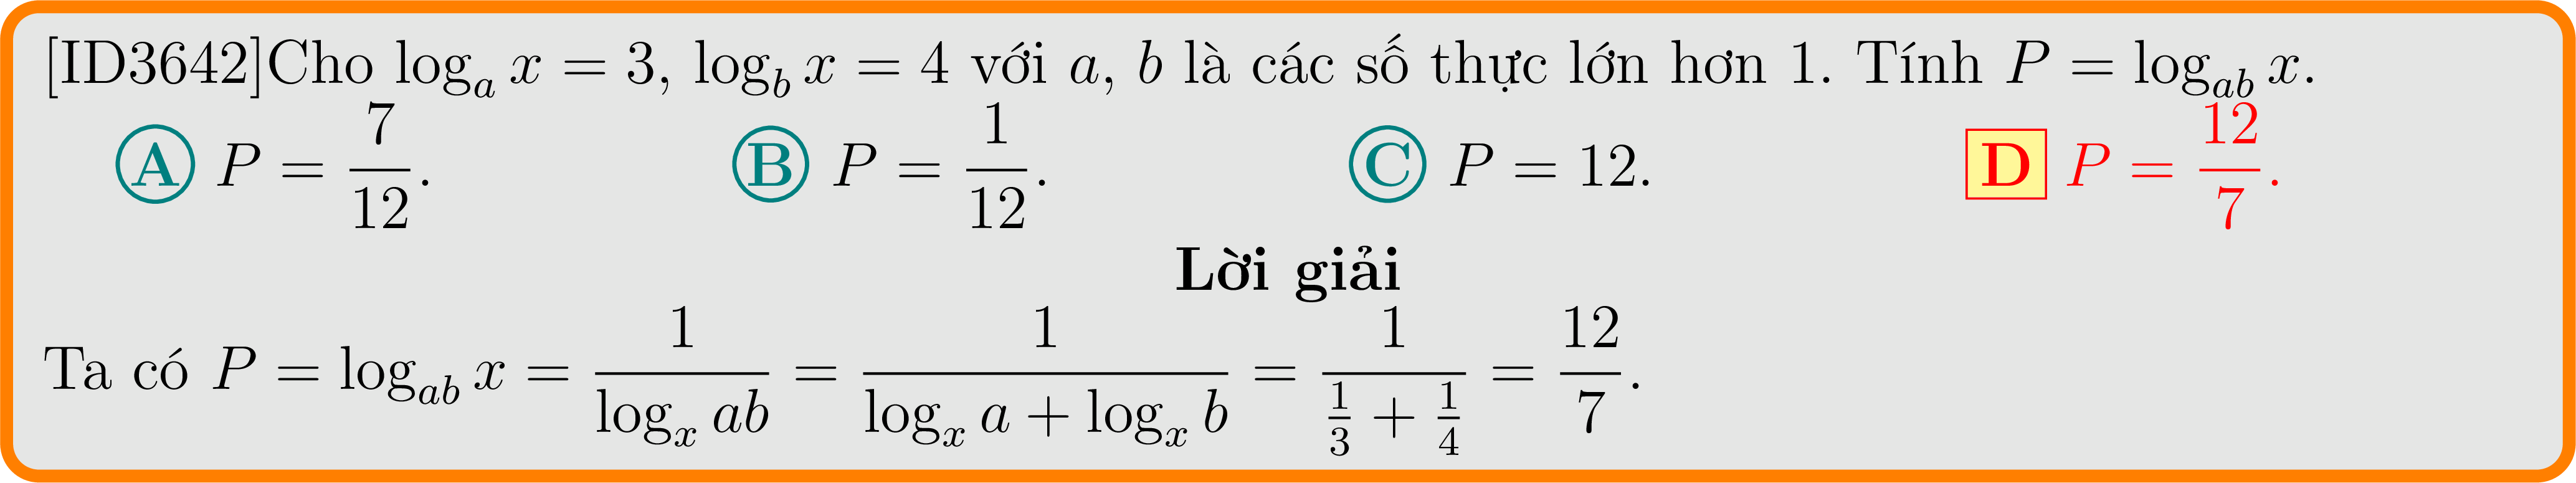 [ID3642]Cho log_a x = 3, log_b x = 4 với a, b là các số thực lớn hơn 1. Tính P = log_{ab} x.
A P = \frac{7}{12}. B P = \frac{1}{12}. C P = 12. D P = \frac{12}{7}.
Lời giải
Ta có P = log_{ab} x = \frac{1}{log_x ab} = \frac{1}{log_x a + log_x b} = \frac{1}{\frac{1}{3} + \frac{1}{4}} = \frac{12}{7}.